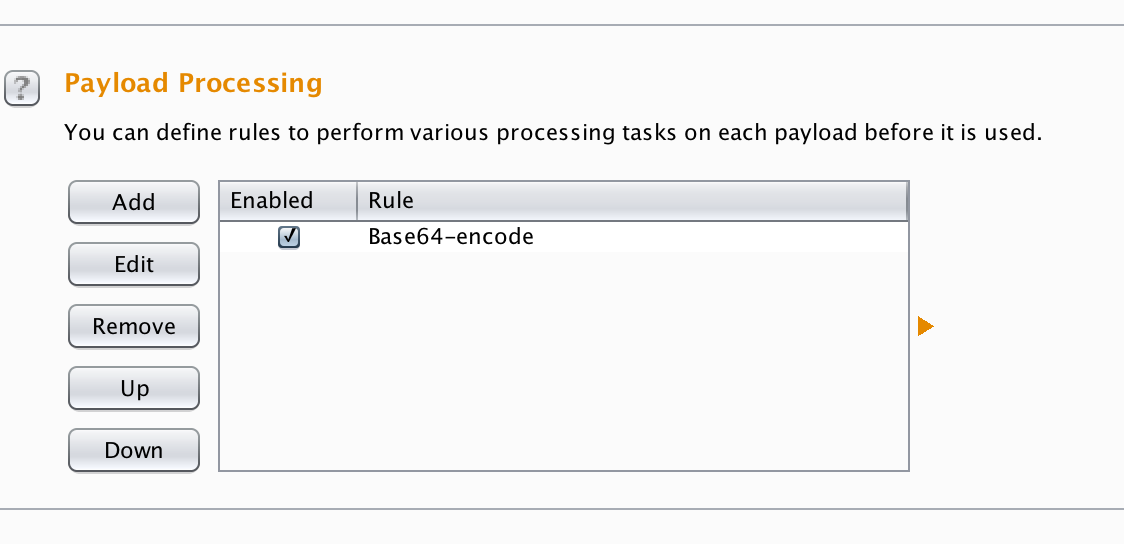 ?
Payload Processing
You can define rules to perform various processing tasks on each payload before it is used.
Add
Edit
Remove
Up
Down
Enabled Rule
Base64-encode